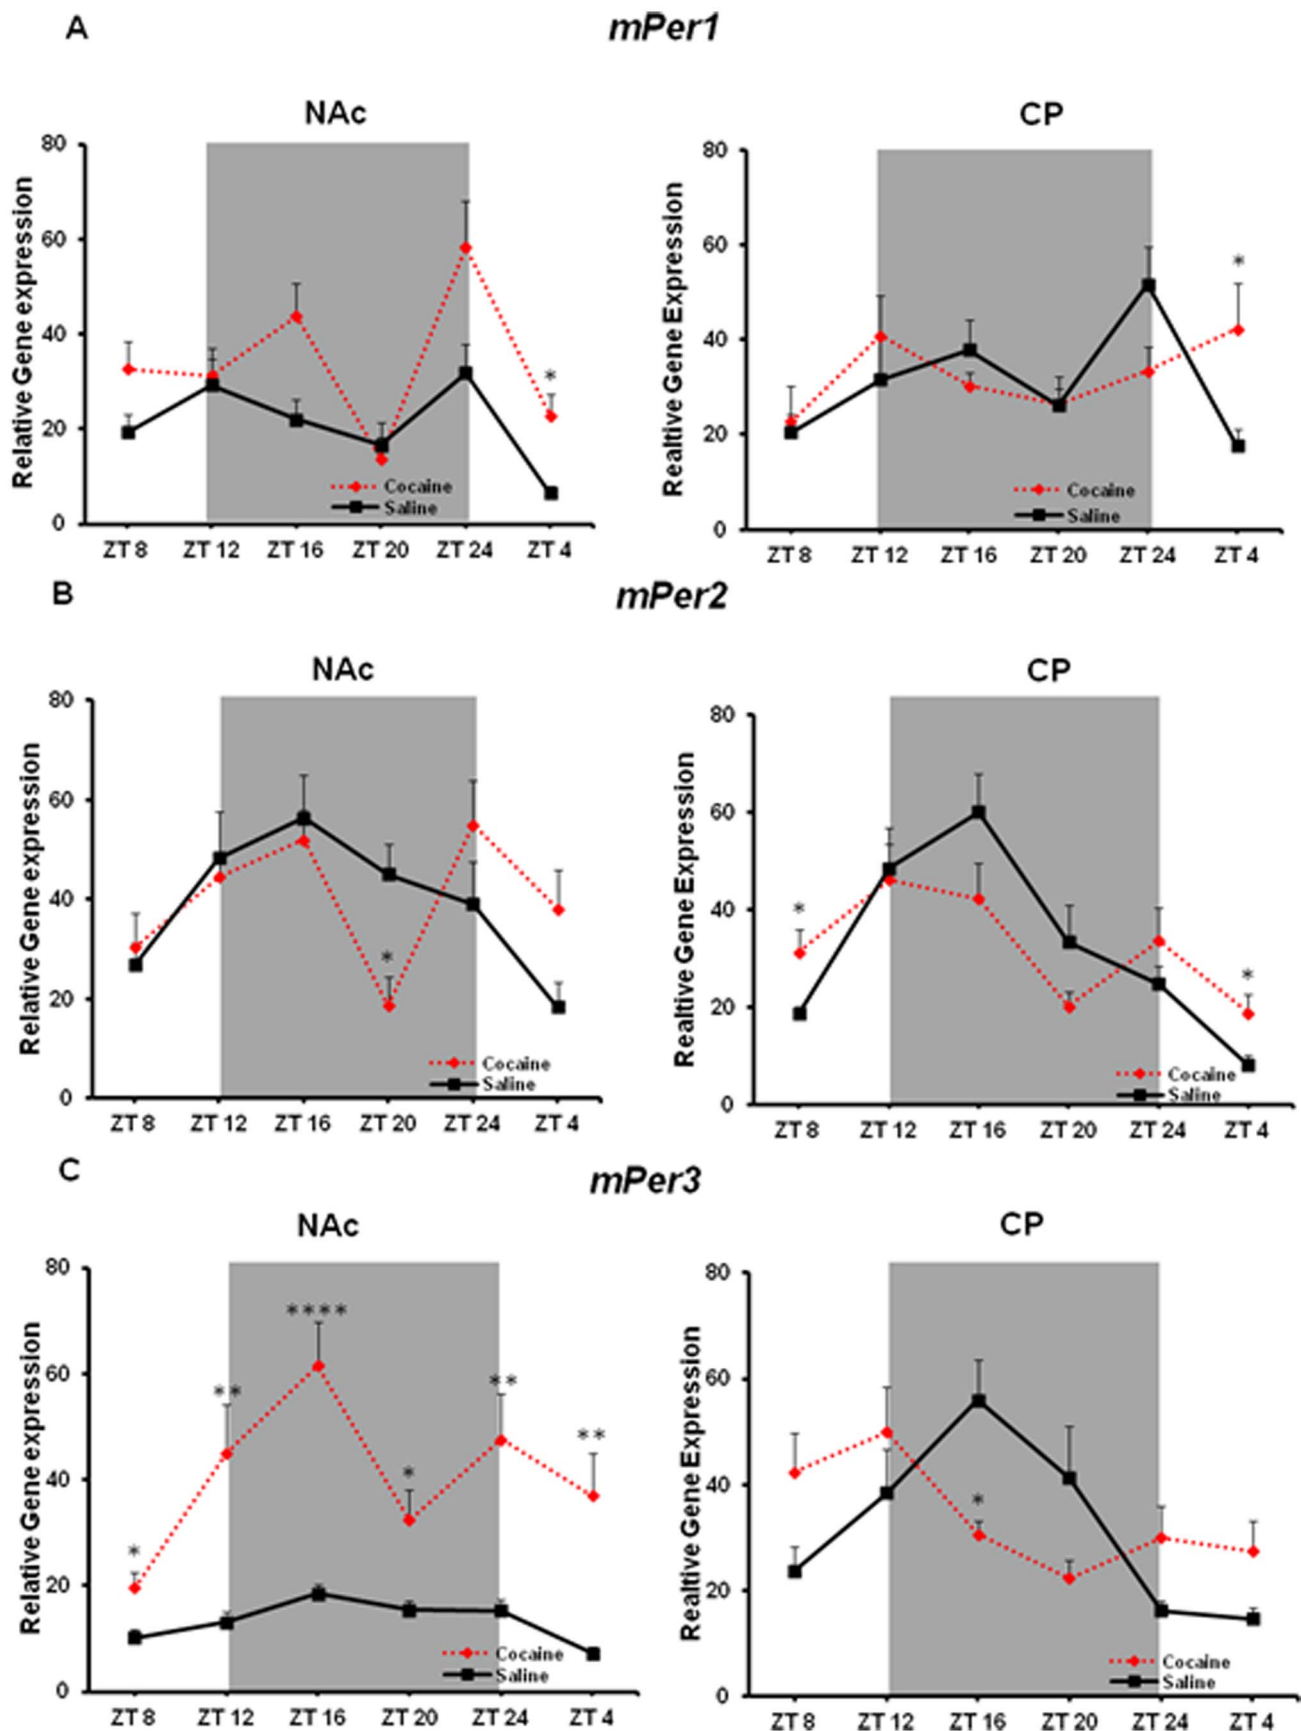 A
mPer1
NAc
CP
Relative Gene expression
80
60
40
20
0
*
Cocaine
Saline
ZT 8 ZT 12 ZT 16 ZT 20 ZT 24 ZT 4
Realtive Gene Expression
80
60
40
20
0
*
Cocaine
Saline
ZT 8 ZT 12 ZT 16 ZT 20 ZT 24 ZT 4
B
mPer2
NAc
CP
Relative Gene expression
80
60
40
20
0
*
Cocaine
Saline
ZT 8 ZT 12 ZT 16 ZT 20 ZT 24 ZT 4
Realtive Gene Expression
80
60
40
20
0
*
*
Cocaine
Saline
ZT 8 ZT 12 ZT 16 ZT 20 ZT 24 ZT 4
C
mPer3
NAc
CP
Relative Gene expression
80
60
40
20
0
*
**
****
*
**
**
Cocaine
Saline
ZT 8 ZT 12 ZT 16 ZT 20 ZT 24 ZT 4
Realtive Gene Expression
80
60
40
20
0
*
Cocaine
Saline
ZT 8 ZT 12 ZT 16 ZT 20 ZT 24 ZT 4